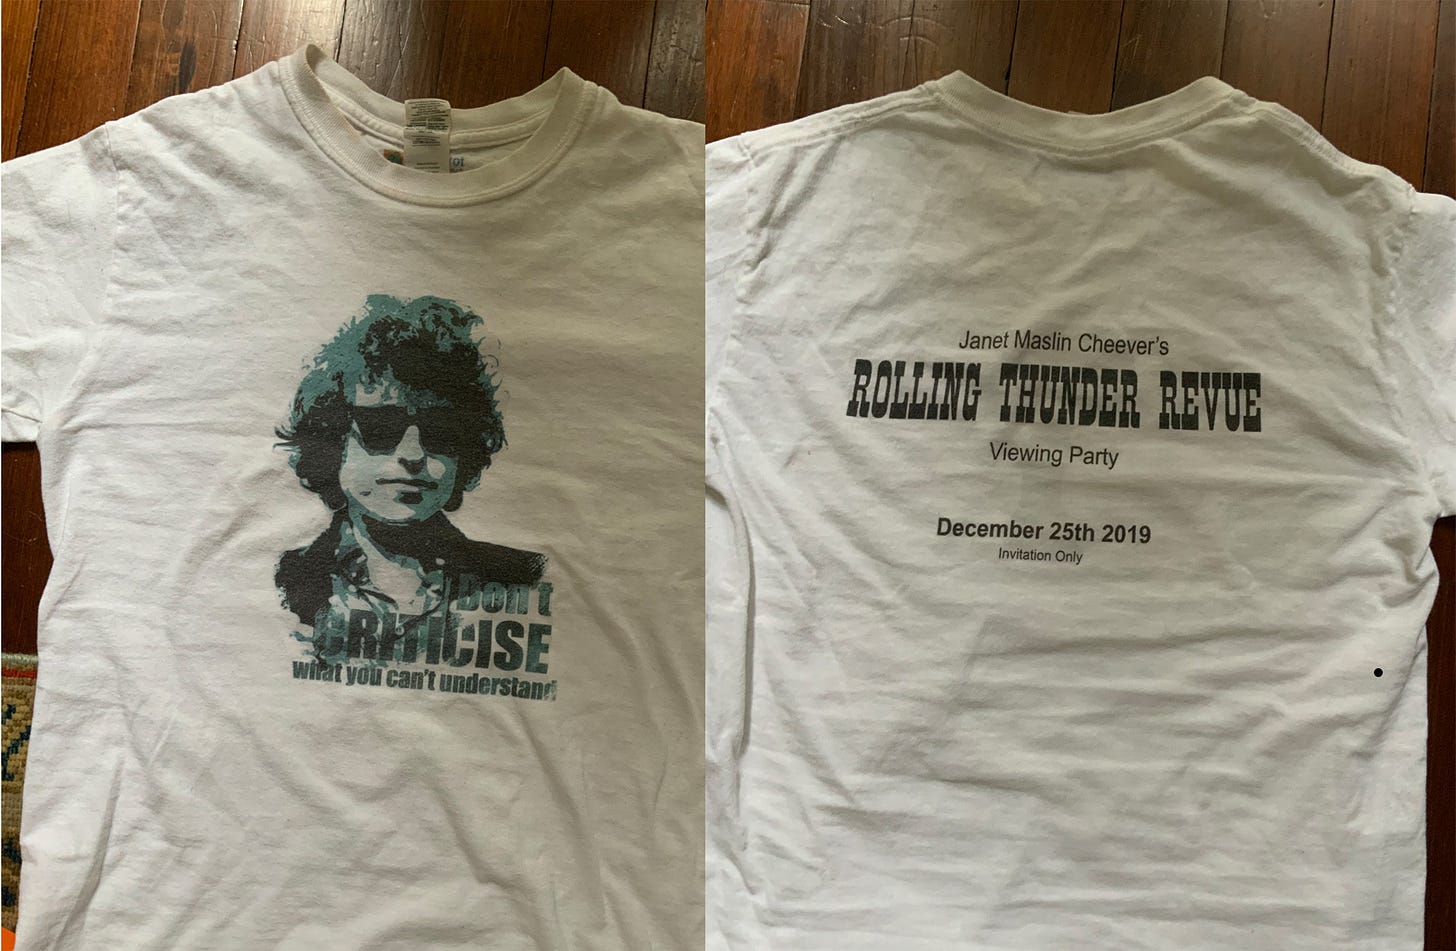 Don't
CRITICISE
what you can't understand
Janet Maslin Cheever's
ROLLING THUNDER REVUE
Viewing Party
December 25th 2019
Invitation Only